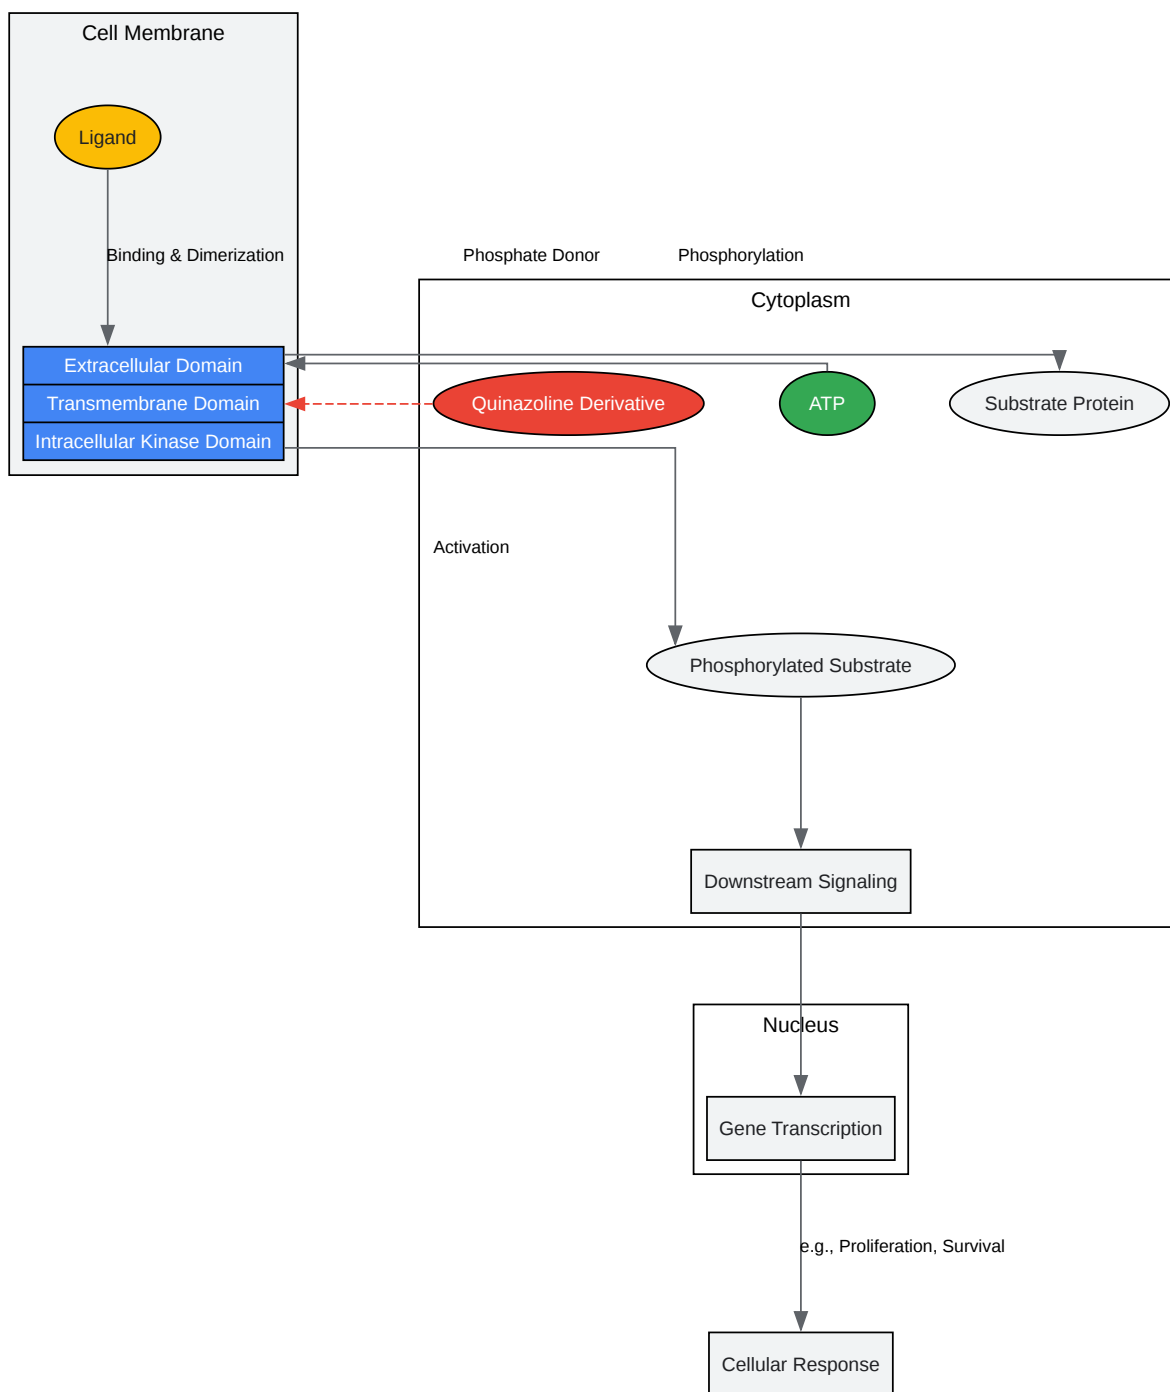 Cell Membrane
Ligand
Binding & Dimerization
Phosphate Donor
Phosphorylation
Cytoplasm
Extracellular Domain
Transmembrane Domain
Intracellular Kinase Domain
Quinazoline Derivative
ATP
Substrate Protein
Activation
Phosphorylated Substrate
Downstream Signaling
Nucleus
Gene Transcription
e.g., Proliferation, Survival
Cellular Response